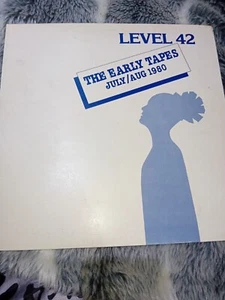 LEVEL 42
THE EARLY TAPES
JULY/AUG 1980